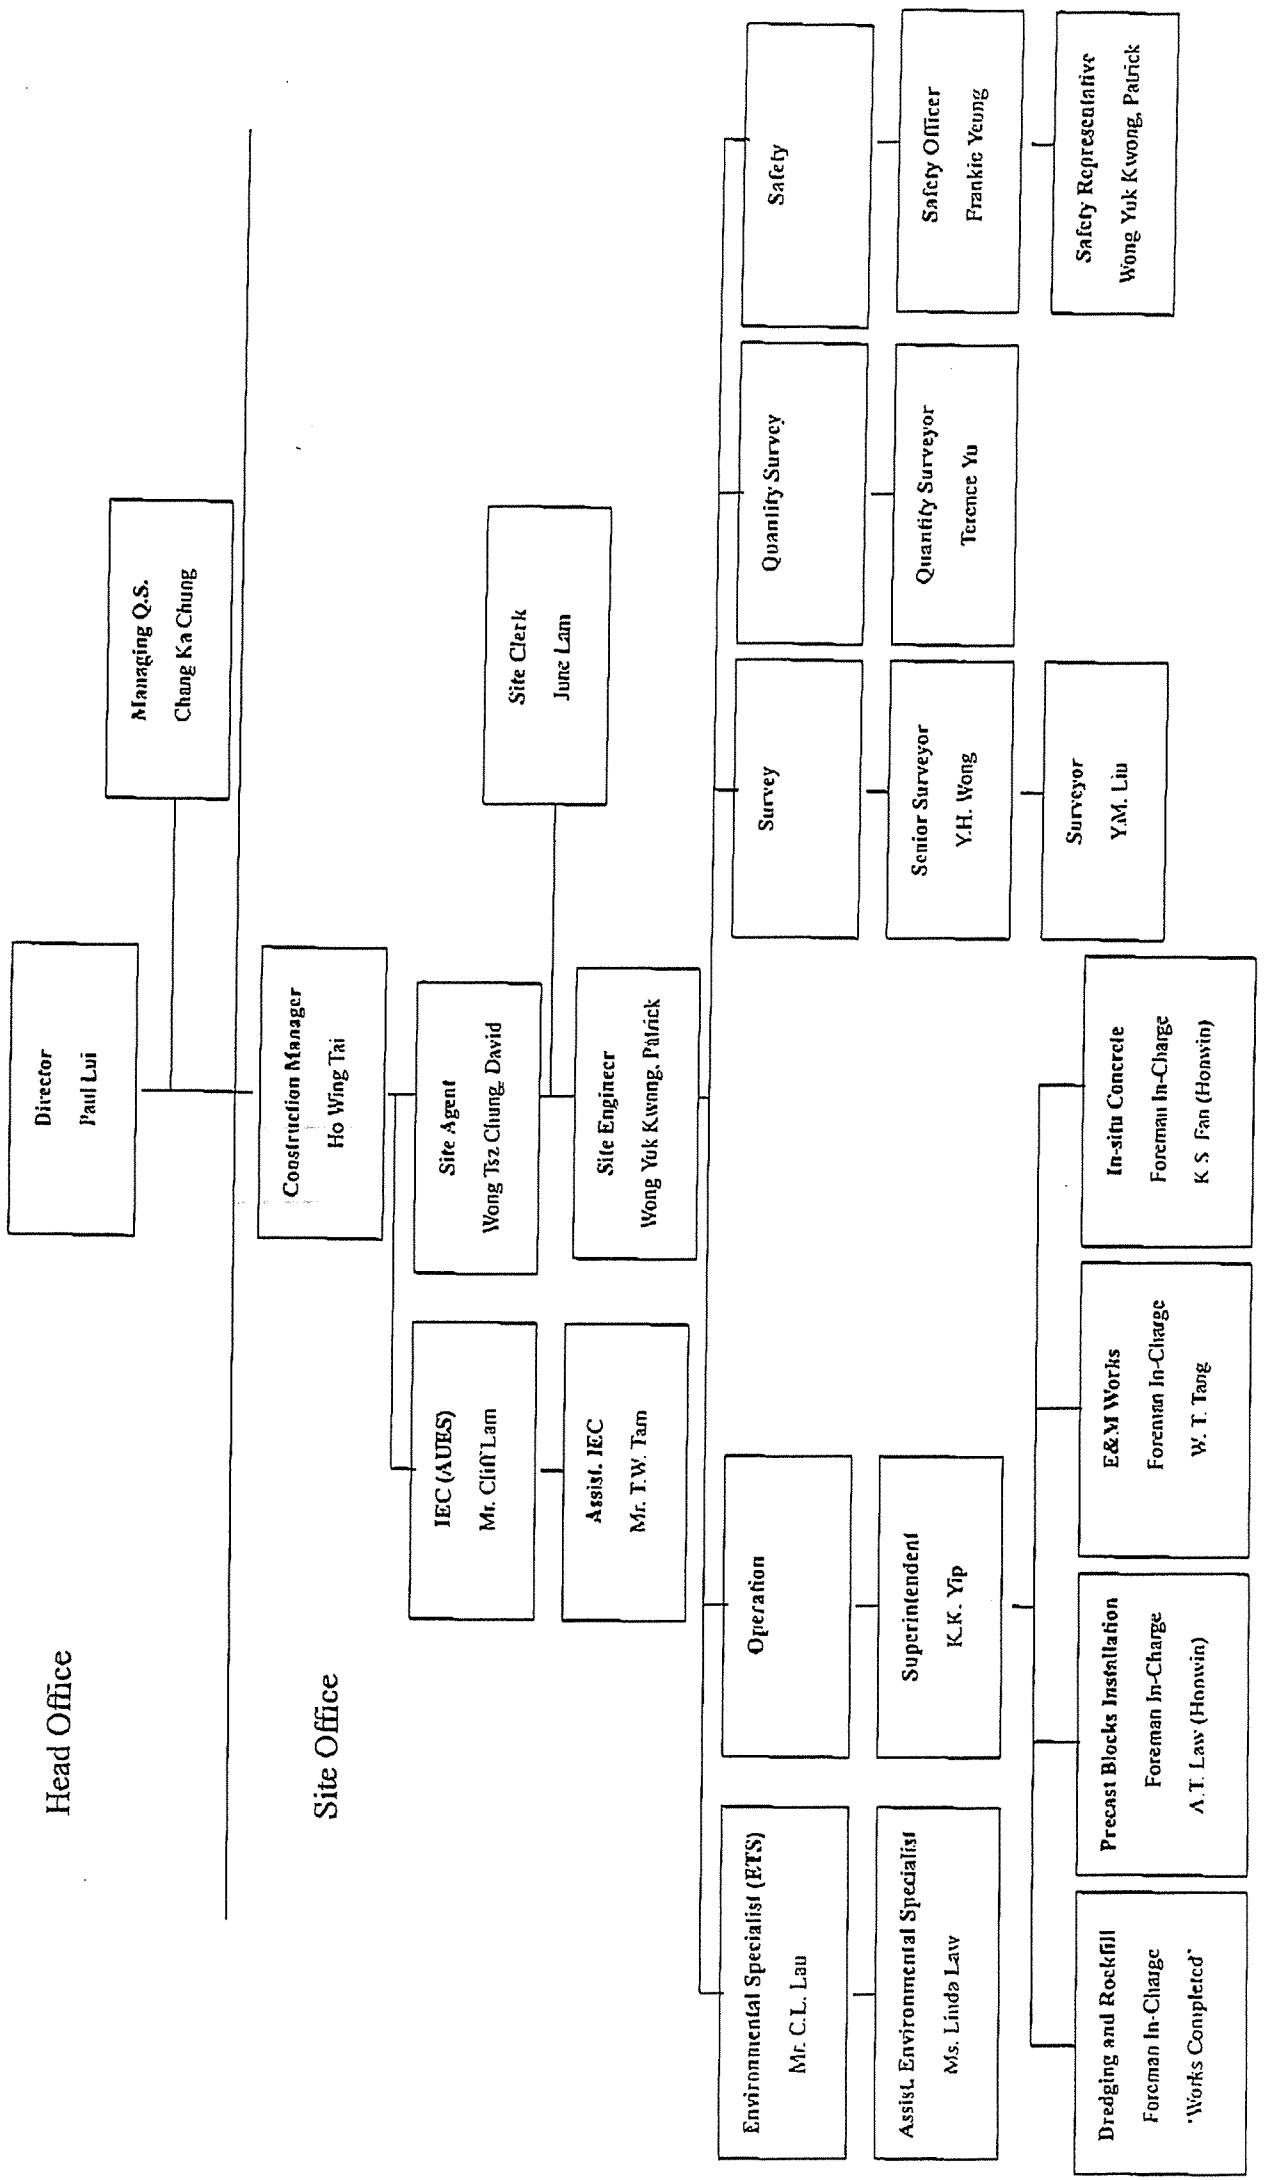 Head Office
Director
Paul Lui
Managing Q.S.
Chang Ka Chung
Site Office
Construction Manager
Ho Wing Tai
IEC (AUES)
Mr. Cliff Lam
Site Agent
Wong Tsz Chung, David
Site Clerk
June Lam
Assist. IEC
Mr. T.W. Tam
Site Engineer
Wong Yuk Kwong, Patrick
Environmental Specialist (ETS)
Mr. C.L. Lau
Operation
Survey
Quantity Survey
Safety
Assist. Environmental Specialist
Ms. Linda Law
Superintendent
K.K. Yip
Senior Surveyor
Y.H. Wong
Quantity Surveyor
Terence Yu
Safety Officer
Frankie Yeung
Surveyor
Y.M. Liu
Safety Representative
Wong Yuk Kwong, Patrick
Dredging and Rockfill
Foreman In-Charge
'Works Completed'
Precast Blocks Installation
Foreman In-Charge
A.T. Law (Honwin)
E&M Works
Foreman In-Charge
W. T. Tang
In-situ Concrete
Foreman In-Charge
K S Fan (Honwin)